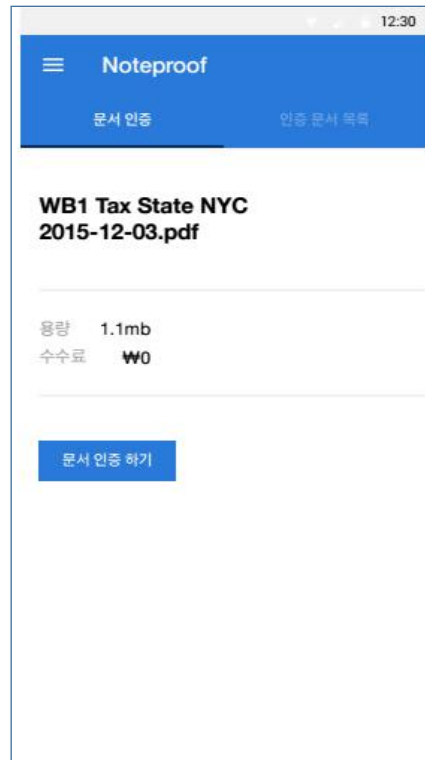 12:30
Noteproof
문서 인증 인증 문서 목록
WB1 Tax State NYC
2015-12-03.pdf
용량 1.1mb
수수료 ₩0
문서 인증 하기